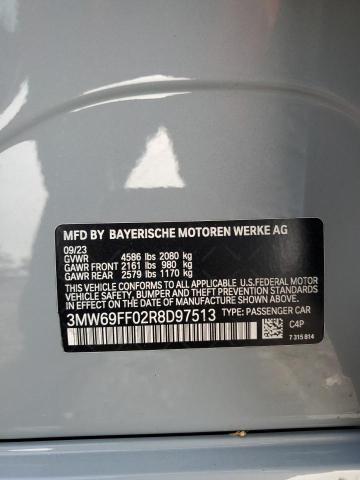 MFD BY BAYERISCHE MOTOREN WERKE AG
09/23
GVWR 4586 lbs 2080 kg
GAWR FRONT 2161 lbs 980 kg
GAWR REAR 2579 lbs 1170 kg
THIS VEHICLE CONFORMS TO ALL APPLICABLE
U.S.FEDERAL MOTOR VEHICLE SAFETY, BUMPER, AND
THEFT PREVENTION STANDARDS IN EFFECT ON THE
DATE OF MANUFACTURE SHOWN ABOVE.
3MW69FF02R8D97513 TYPE: PASSENGER CAR
C4P
7 315 814